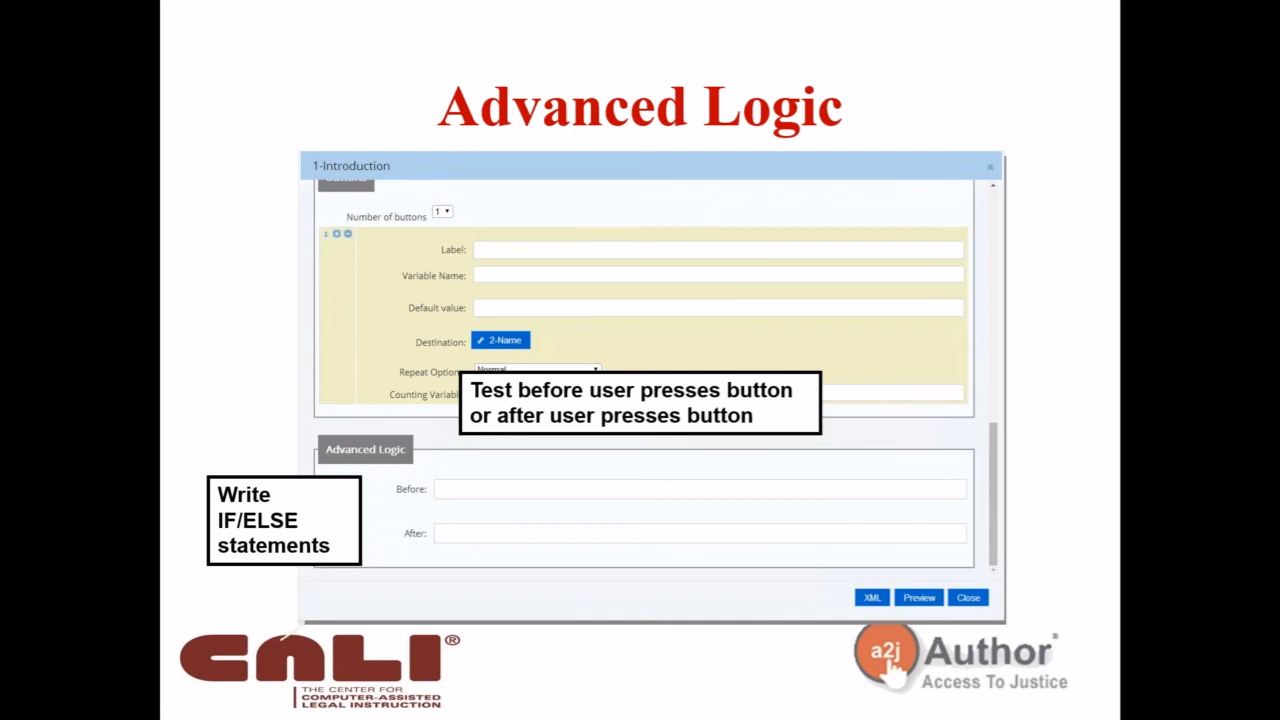 Advanced Logic
1-Introduction
Number of buttons 1
Label:
Variable Name:
Default value:
Destination: 2-Name
Repeat Option
Normal
Counting Variabl
Test before user presses button
or after user presses button
Advanced Logic
Write
IF/ELSE
statements
Before:
After:
XML Preview Close
CALI®
THE CENTER FOR
COMPUTER-ASSISTED
LEGAL INSTRUCTION
a2j Author
Access To Justice